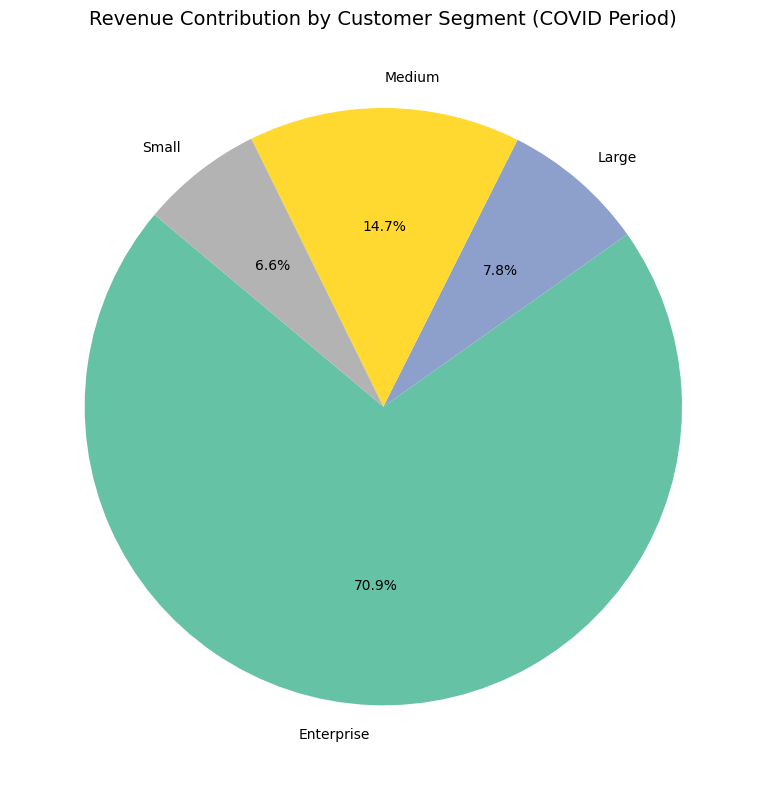 Revenue Contribution by Customer Segment (COVID Period)
Medium
Small
Large
14.7%
6.6%
7.8%
70.9%
Enterprise